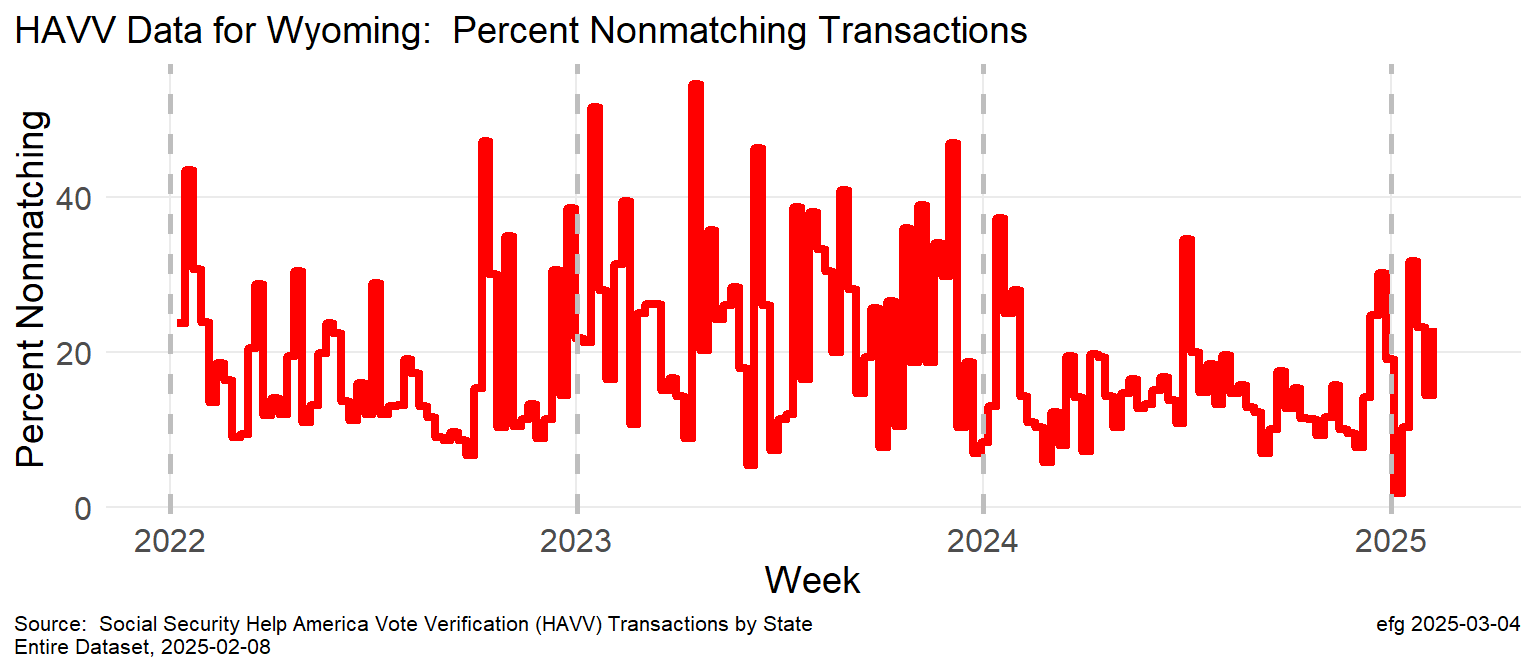 HAVV Data for Wyoming:  Percent Nonmatching Transactions
Percent Nonmatching
40
20
0
2022 2023 2024 2025
Week
Source:  Social Security Help America Vote Verification (HAVV) Transactions by State
efg 2025-03-04
Entire Dataset, 2025-02-08